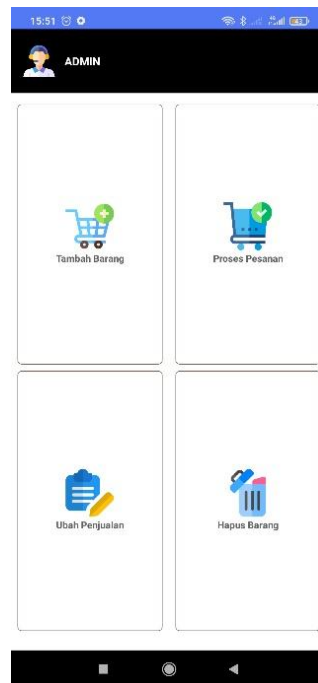 15:51
ADMIN
Tambah Barang
Proses Pesanan
Ubah Penjualan
Hapus Barang